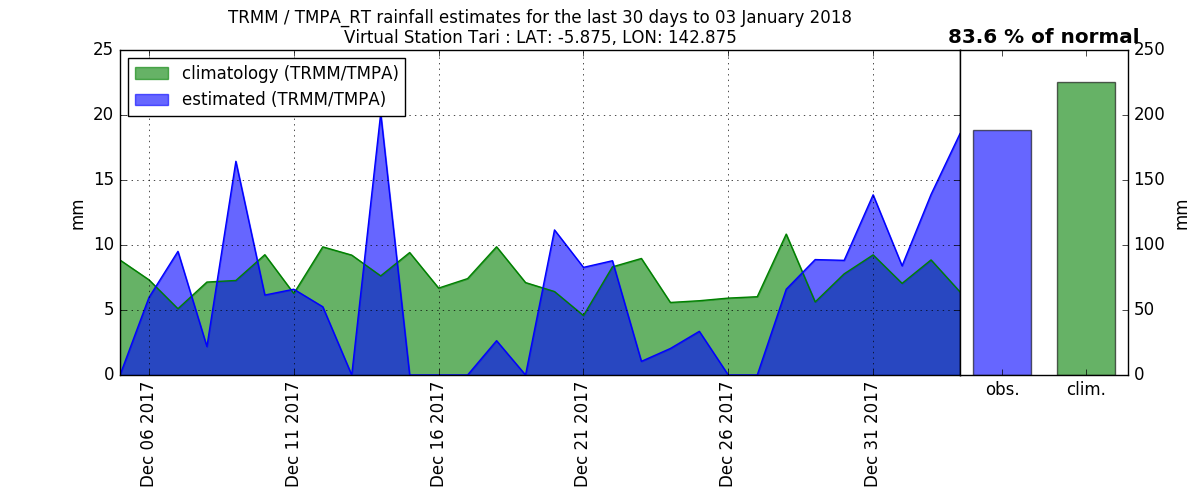 TRMM / TMPA_RT rainfall estimates for the last 30 days to 03 January 2018
Virtual Station Tari : LAT: -5.875, LON: 142.875
83.6 % of normal
climatology (TRMM/TMPA)
estimated (TRMM/TMPA)
25
20
15
10
5
0
mm
250
200
150
100
50
0
mm
Dec 06 2017
Dec 11 2017
Dec 16 2017
Dec 21 2017
Dec 26 2017
Dec 31 2017
obs.
clim.